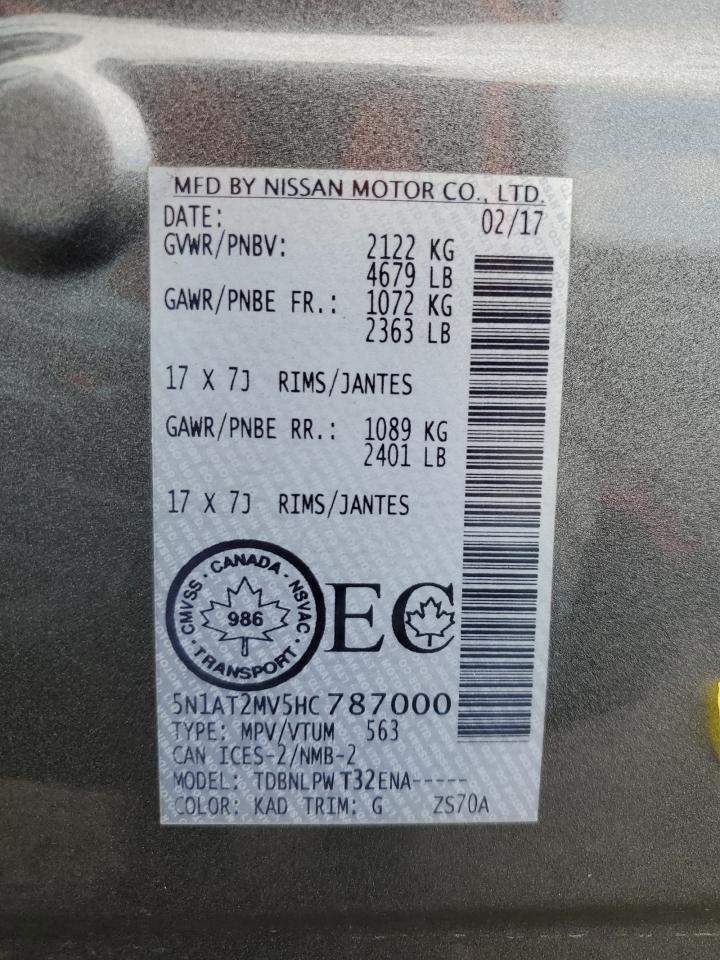 MFD BY NISSAN MOTOR CO., LTD.
DATE: 02/17
GVWR/PNBV: 2122 KG
4679 LB
GAWR/PNBE FR.: 1072 KG
2363 LB
17 X 7J RIMS/JANTES
GAWR/PNBE RR.: 1089 KG
2401 LB
17 X 7J RIMS/JANTES
CMVSS · CANADA · NSVAC · TRANSPORT ·
986
EC
5N1AT2MV5HC787000
TYPE: MPV/VTUM 563
CAN ICES-2/NMB-2
MODEL: TDBNLPW T32ENA-----
COLOR: KAD TRIM: G ZS70A